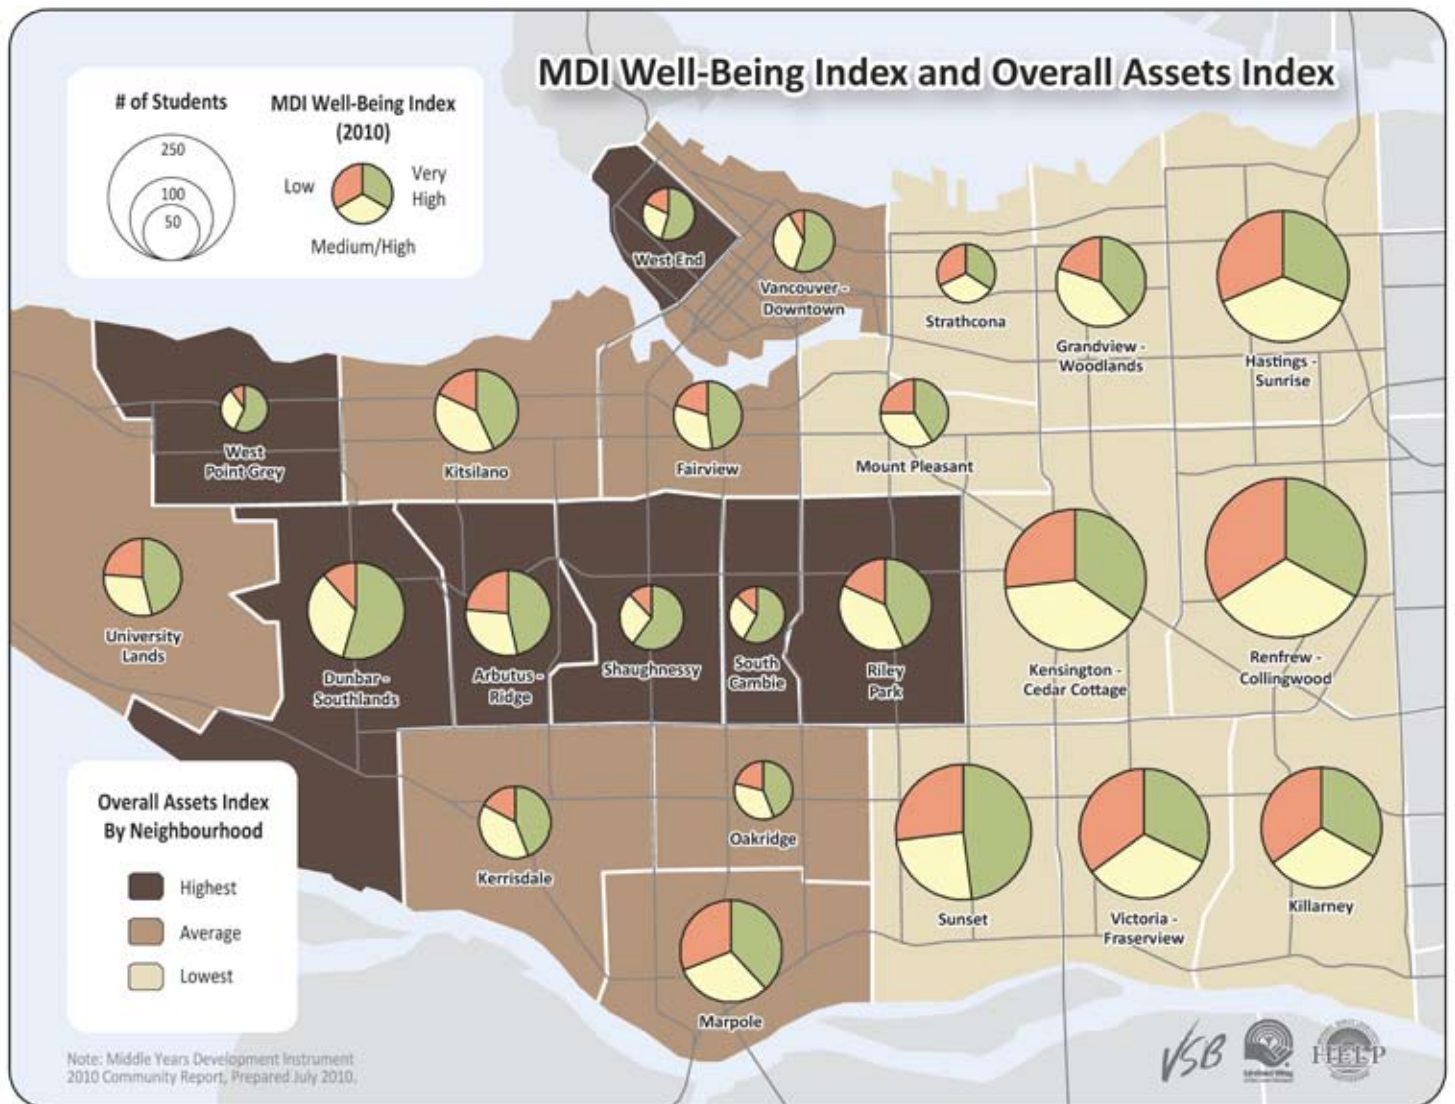 MDI Well-Being Index and Overall Assets Index
# of Students
250
100
50
MDI Well-Being Index
(2010)
Low
Very
High
Medium/High
West End
Vancouver -
Downtown
Strathcona
Grandview -
Woodlands
Hastings -
Sunrise
West
Point Grey
Kitsilano
Fairview
Mount Pleasant
University
Lands
Dunbar -
Southlands
Arbutus -
Ridge
Shaughnessy
South
Cambie
Riley
Park
Kensington -
Cedar Cottage
Renfrew -
Collingwood
Kerrisdale
Oakridge
Sunset
Victoria -
Fraserview
Killarney
Marpole
Overall Assets Index
By Neighbourhood
Highest
Average
Lowest
Note: Middle Years Development Instrument
2010 Community Report, Prepared July 2010.
VSB
United Way
HELP